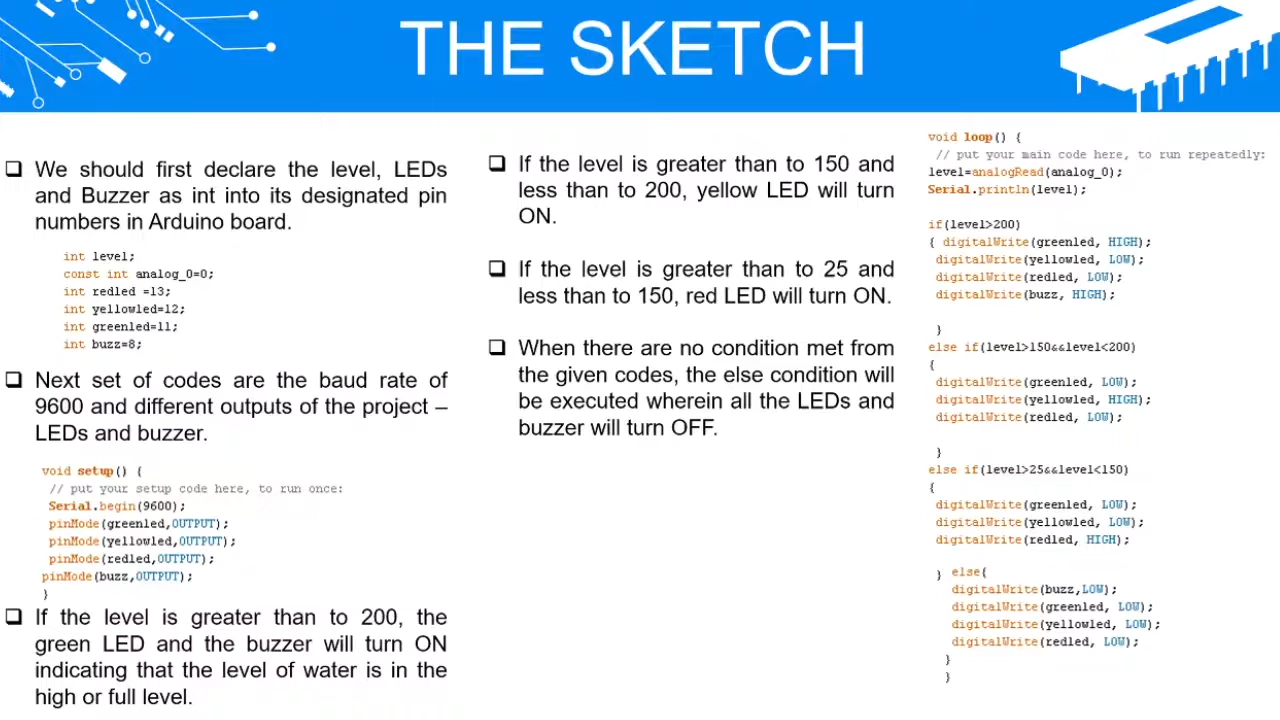 THE SKETCH
❑ We should first declare the level, LEDs
and Buzzer as int into its designated pin
numbers in Arduino board.
int level;
const int analog_0=0;
int redled =13;
int yellowled=12;
int greenled=11;
int buzz=8;
❑ Next set of codes are the baud rate of
9600 and different outputs of the project –
LEDs and buzzer.
void setup() {
// put your setup code here, to run once:
Serial.begin(9600);
pinMode(greenled,OUTPUT);
pinMode(yellowled,OUTPUT);
pinMode(redled,OUTPUT);
pinMode(buzz,OUTPUT);
}
❑ If the level is greater than to 200, the
green LED and the buzzer will turn ON
indicating that the level of water is in the
high or full level.
❑ If the level is greater than to 150 and
less than to 200, yellow LED will turn
ON.
❑ If the level is greater than to 25 and
less than to 150, red LED will turn ON.
❑ When there are no condition met from
the given codes, the else condition will
be executed wherein all the LEDs and
buzzer will turn OFF.
void loop() {
// put your main code here, to run repeatedly:
level=analogRead(analog_0);
Serial.println(level);
if(level>200)
{ digitalWrite(greenled, HIGH);
digitalWrite(yellowled, LOW);
digitalWrite(redled, LOW);
digitalWrite(buzz, HIGH);
}
else if(level>150&&level<200)
{
digitalWrite(greenled, LOW);
digitalWrite(yellowled, HIGH);
digitalWrite(redled, LOW);
}
else if(level>25&&level<150)
{
digitalWrite(greenled, LOW);
digitalWrite(yellowled, LOW);
digitalWrite(redled, HIGH);
} else{
digitalWrite(buzz,LOW);
digitalWrite(greenled, LOW);
digitalWrite(yellowled, LOW);
digitalWrite(redled, LOW);
}
}